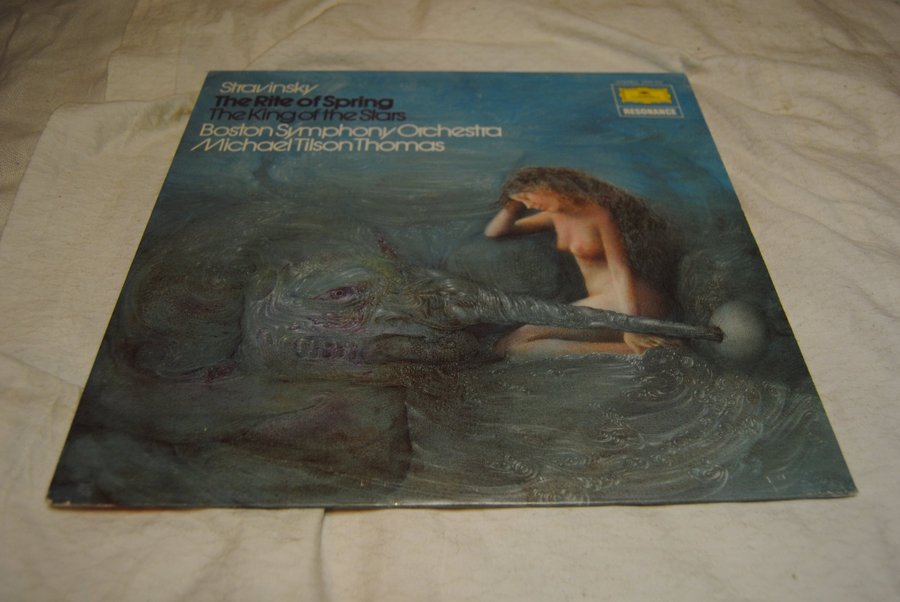 Stravinsky
The Rite of Spring
The King of the Stars
Boston Symphony Orchestra
Michael Tilson Thomas
RESONANCE